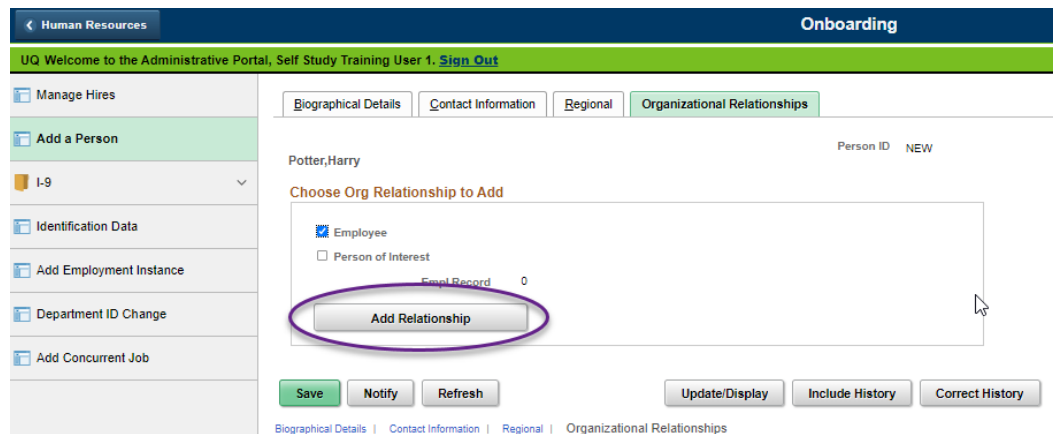 Human Resources
Onboarding
UQ Welcome to the Administrative Portal, Self Study Training User 1. Sign Out
Manage Hires
Add a Person
I-9
Identification Data
Add Employment Instance
Department ID Change
Add Concurrent Job
Biographical Details Contact Information Regional Organizational Relationships
Person ID NEW
Potter,Harry
Choose Org Relationship to Add
Employee
Person of Interest
Empl Record 0
Add Relationship
Save Notify Refresh Update/Display Include History Correct History
Biographical Details | Contact Information | Regional | Organizational Relationships